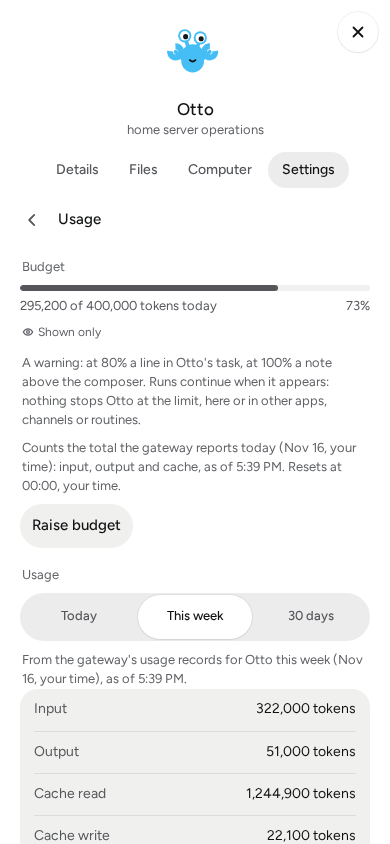 Otto
home server operations
Details Files Computer Settings
Usage
Budget
295,200 of 400,000 tokens today 73%
Shown only
A warning: at 80% a line in Otto's task, at 100% a note
above the composer. Runs continue when it appears:
nothing stops Otto at the limit, here or in other apps,
channels or routines.
Counts the total the gateway reports today (Nov 16, your
time): input, output and cache, as of 5:39 PM. Resets at
00:00, your time.
Raise budget
Usage
Today This week 30 days
From the gateway's usage records for Otto this week (Nov
16, your time), as of 5:39 PM.
Input 322,000 tokens
Output 51,000 tokens
Cache read 1,244,900 tokens
Cache write 22,100 tokens